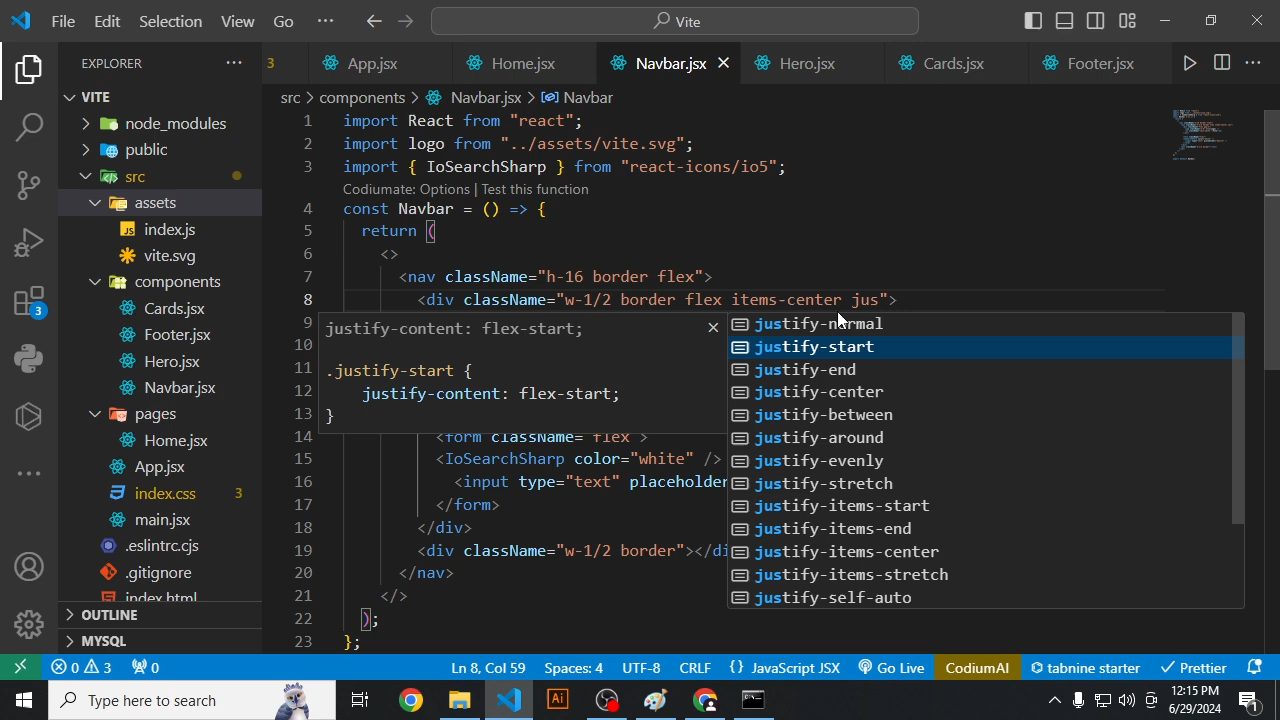 File Edit Selection View Go ··· Vite
EXPLORER ···
3 App.jsx Home.jsx Navbar.jsx Hero.jsx Cards.jsx Footer.jsx ···
VITE
node_modules
public
src
assets
JS index.js
vite.svg
components
Cards.jsx
Footer.jsx
Hero.jsx
Navbar.jsx
pages
Home.jsx
App.jsx
index.css 3
main.jsx
.eslintrc.cjs
.gitignore
index.html
OUTLINE
MYSQL
3
src > components > Navbar.jsx > Navbar
1 import React from "react";
2 import logo from "../assets/vite.svg";
3 import { IoSearchSharp } from "react-icons/io5";
Codiumate: Options | Test this function
4 const Navbar = () => {
5 return (
6 <>
7 <nav className="h-16 border flex">
8 <div className="w-1/2 border flex items-center jus">
9
10
11
12
13
14 <form className="flex">
15 <IoSearchSharp color="white" />
16 <input type="text" placeholder
17 </form>
18 </div>
19 <div className="w-1/2 border"></di
20 </nav>
21 </>
22 );
23 };
justify-content: flex-start;
.justify-start {
justify-content: flex-start;
}
justify-normal
justify-start
justify-end
justify-center
justify-between
justify-around
justify-evenly
justify-stretch
justify-items-start
justify-items-end
justify-items-center
justify-items-stretch
justify-self-auto
0 3 0 Ln 8, Col 59 Spaces: 4 UTF-8 CRLF {} JavaScript JSX Go Live CodiumAI tabnine starter Prettier
Type here to search Ai 12:15 PM
6/29/2024 1